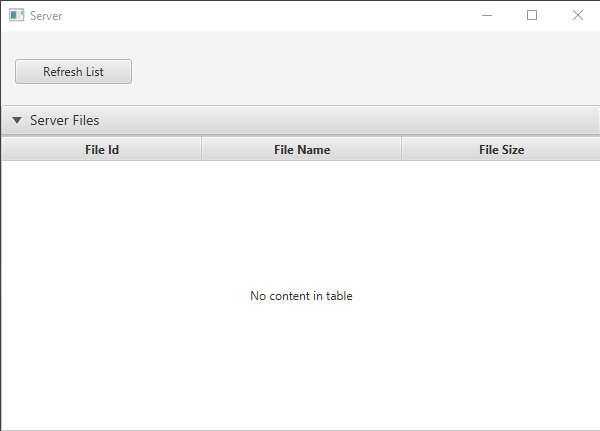 Server
Refresh List
Server Files
File Id File Name File Size
No content in table